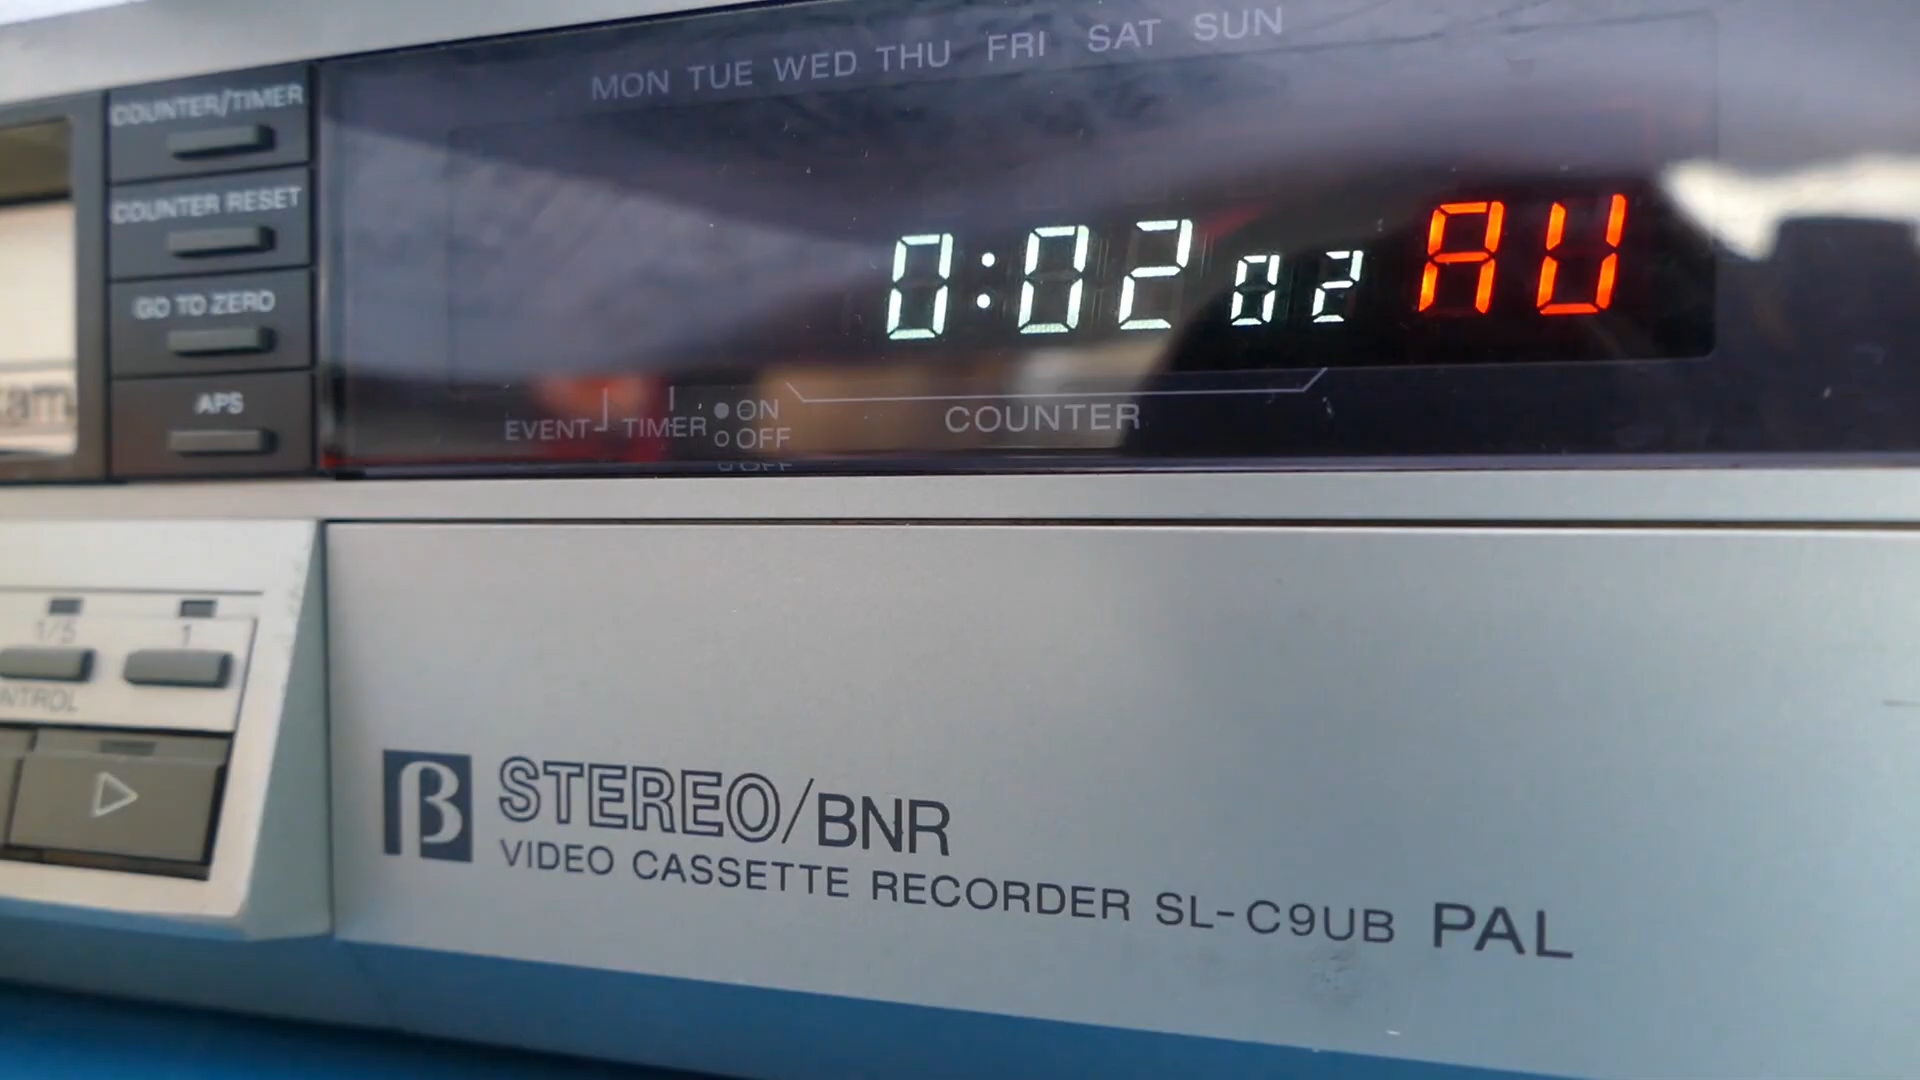 MON TUE WED THU FRI SAT SUN
COUNTER/TIMER
COUNTER RESET
GO TO ZERO
APS
0:02 02 AU
EVENT TIMER ON
OFF
COUNTER
1/5 1
β STEREO/BNR
VIDEO CASSETTE RECORDER SL-C9UB PAL